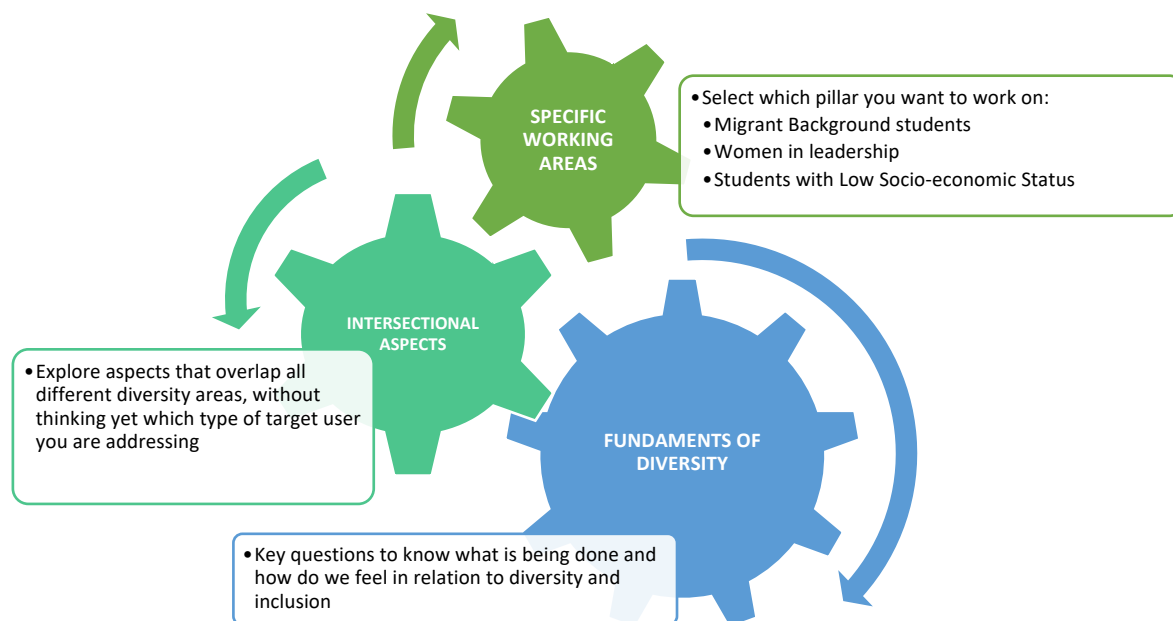 SPECIFIC
WORKING
AREAS
•Select which pillar you want to work on:
•Migrant Background students
•Women in leadership
•Students with Low Socio-economic Status
INTERSECTIONAL
ASPECTS
•Explore aspects that overlap all
different diversity areas, without
thinking yet which type of target user
you are addressing
FUNDAMENTS OF
DIVERSITY
•Key questions to know what is being done and
how do we feel in relation to diversity and
inclusion